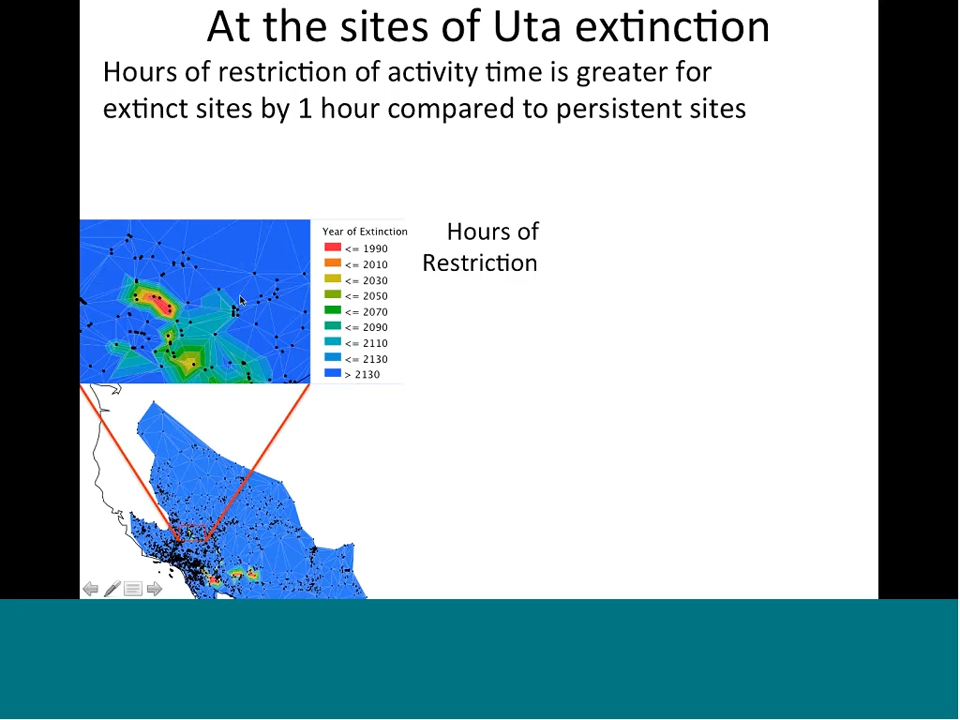 At the sites of Uta extinction
Hours of restriction of activity time is greater for
extinct sites by 1 hour compared to persistent sites
Year of Extinction
<= 1990
<= 2010
<= 2030
<= 2050
<= 2070
<= 2090
<= 2110
<= 2130
> 2130
Hours of
Restriction